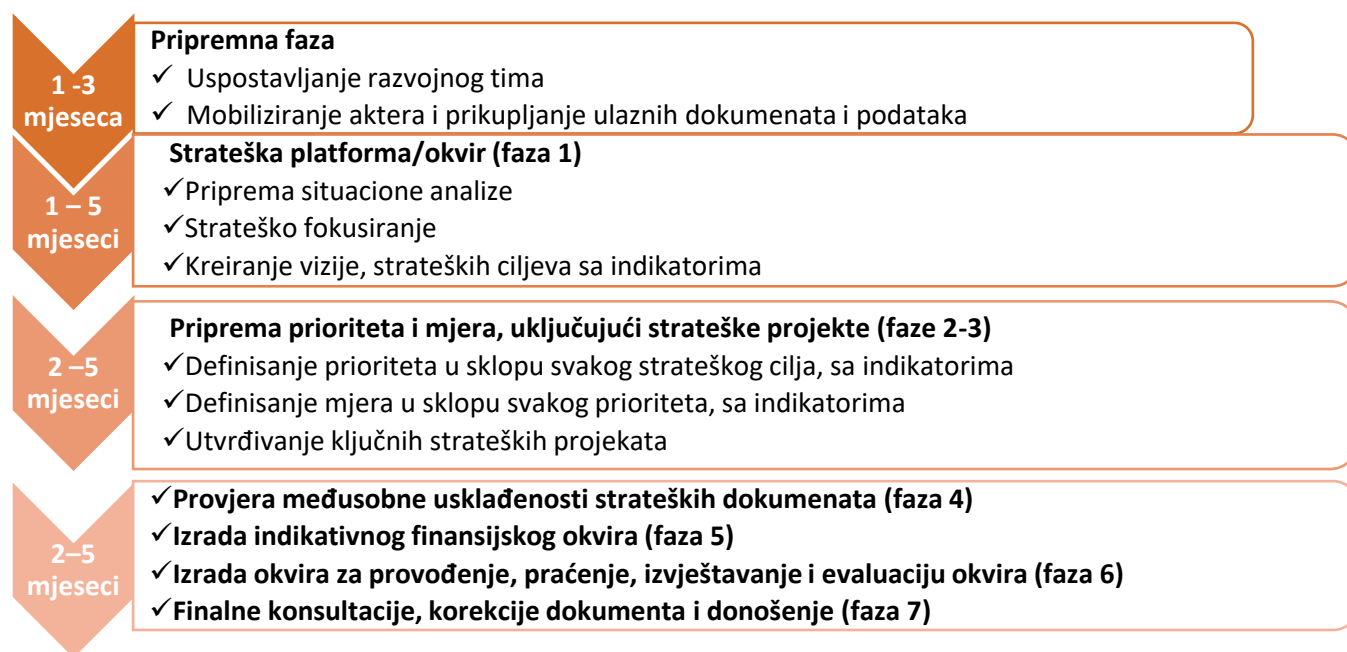 1 -3
mjeseca
Pripremna faza
✓ Uspostavljanje razvojnog tima
✓ Mobiliziranje aktera i prikupljanje ulaznih dokumenata i podataka
1 – 5
mjeseci
Strateška platforma/okvir (faza 1)
✓Priprema situacione analize
✓Strateško fokusiranje
✓Kreiranje vizije, strateških ciljeva sa indikatorima
2 –5
mjeseci
Priprema prioriteta i mjera, uključujući strateške projekte (faze 2-3)
✓Definisanje prioriteta u sklopu svakog strateškog cilja, sa indikatorima
✓Definisanje mjera u sklopu svakog prioriteta, sa indikatorima
✓Utvrđivanje ključnih strateških projekata
2–5
mjeseci
✓Provjera međusobne usklađenosti strateških dokumenata (faza 4)
✓Izrada indikativnog finansijskog okvira (faza 5)
✓Izrada okvira za provođenje, praćenje, izvještavanje i evaluaciju okvira (faza 6)
✓Finalne konsultacije, korekcije dokumenta i donošenje (faza 7)